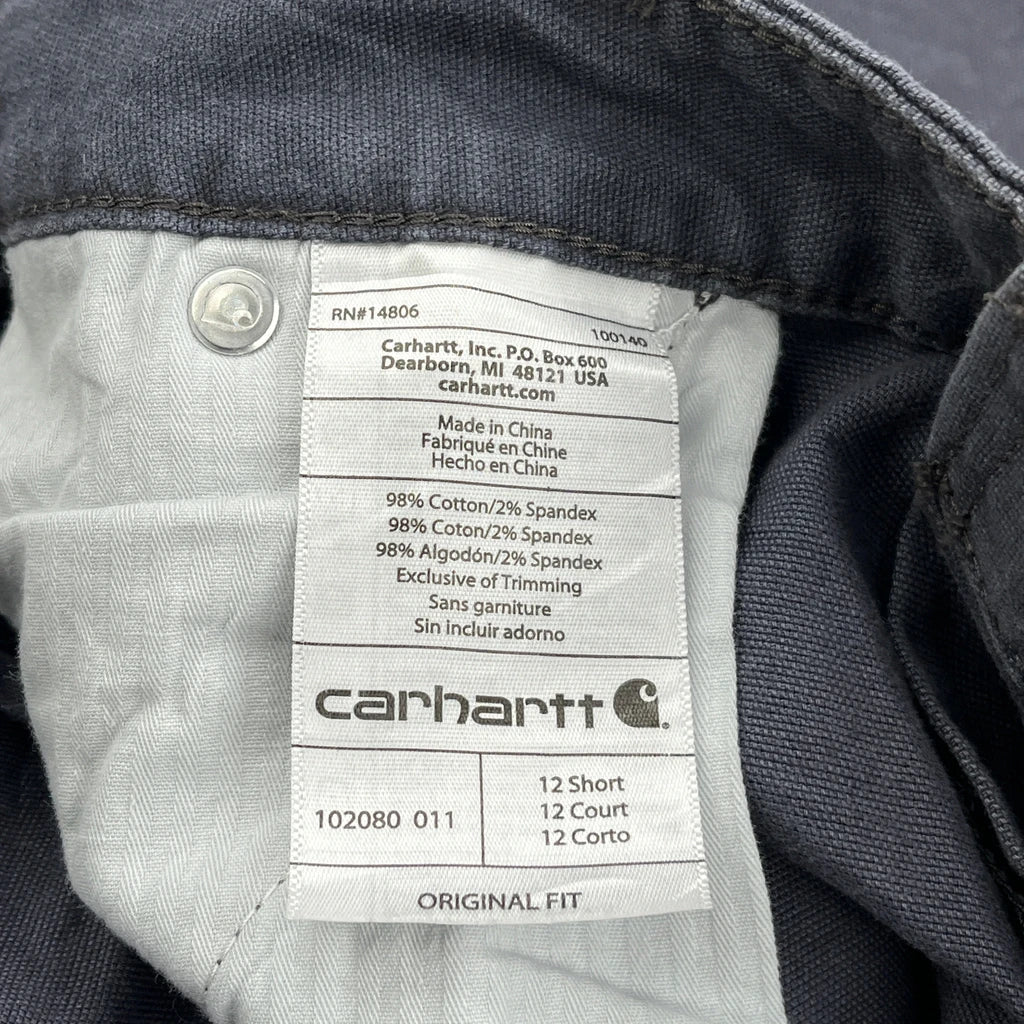 RN#14806
100140
Carhartt, Inc. P.O. Box 600
Dearborn, MI 48121 USA
carhartt.com
Made in China
Fabriqué en Chine
Hecho en China
98% Cotton/2% Spandex
98% Coton/2% Spandex
98% Algodón/2% Spandex
Exclusive of Trimming
Sans garniture
Sin incluir adorno
carhartt
102080 011
12 Short
12 Court
12 Corto
ORIGINAL FIT